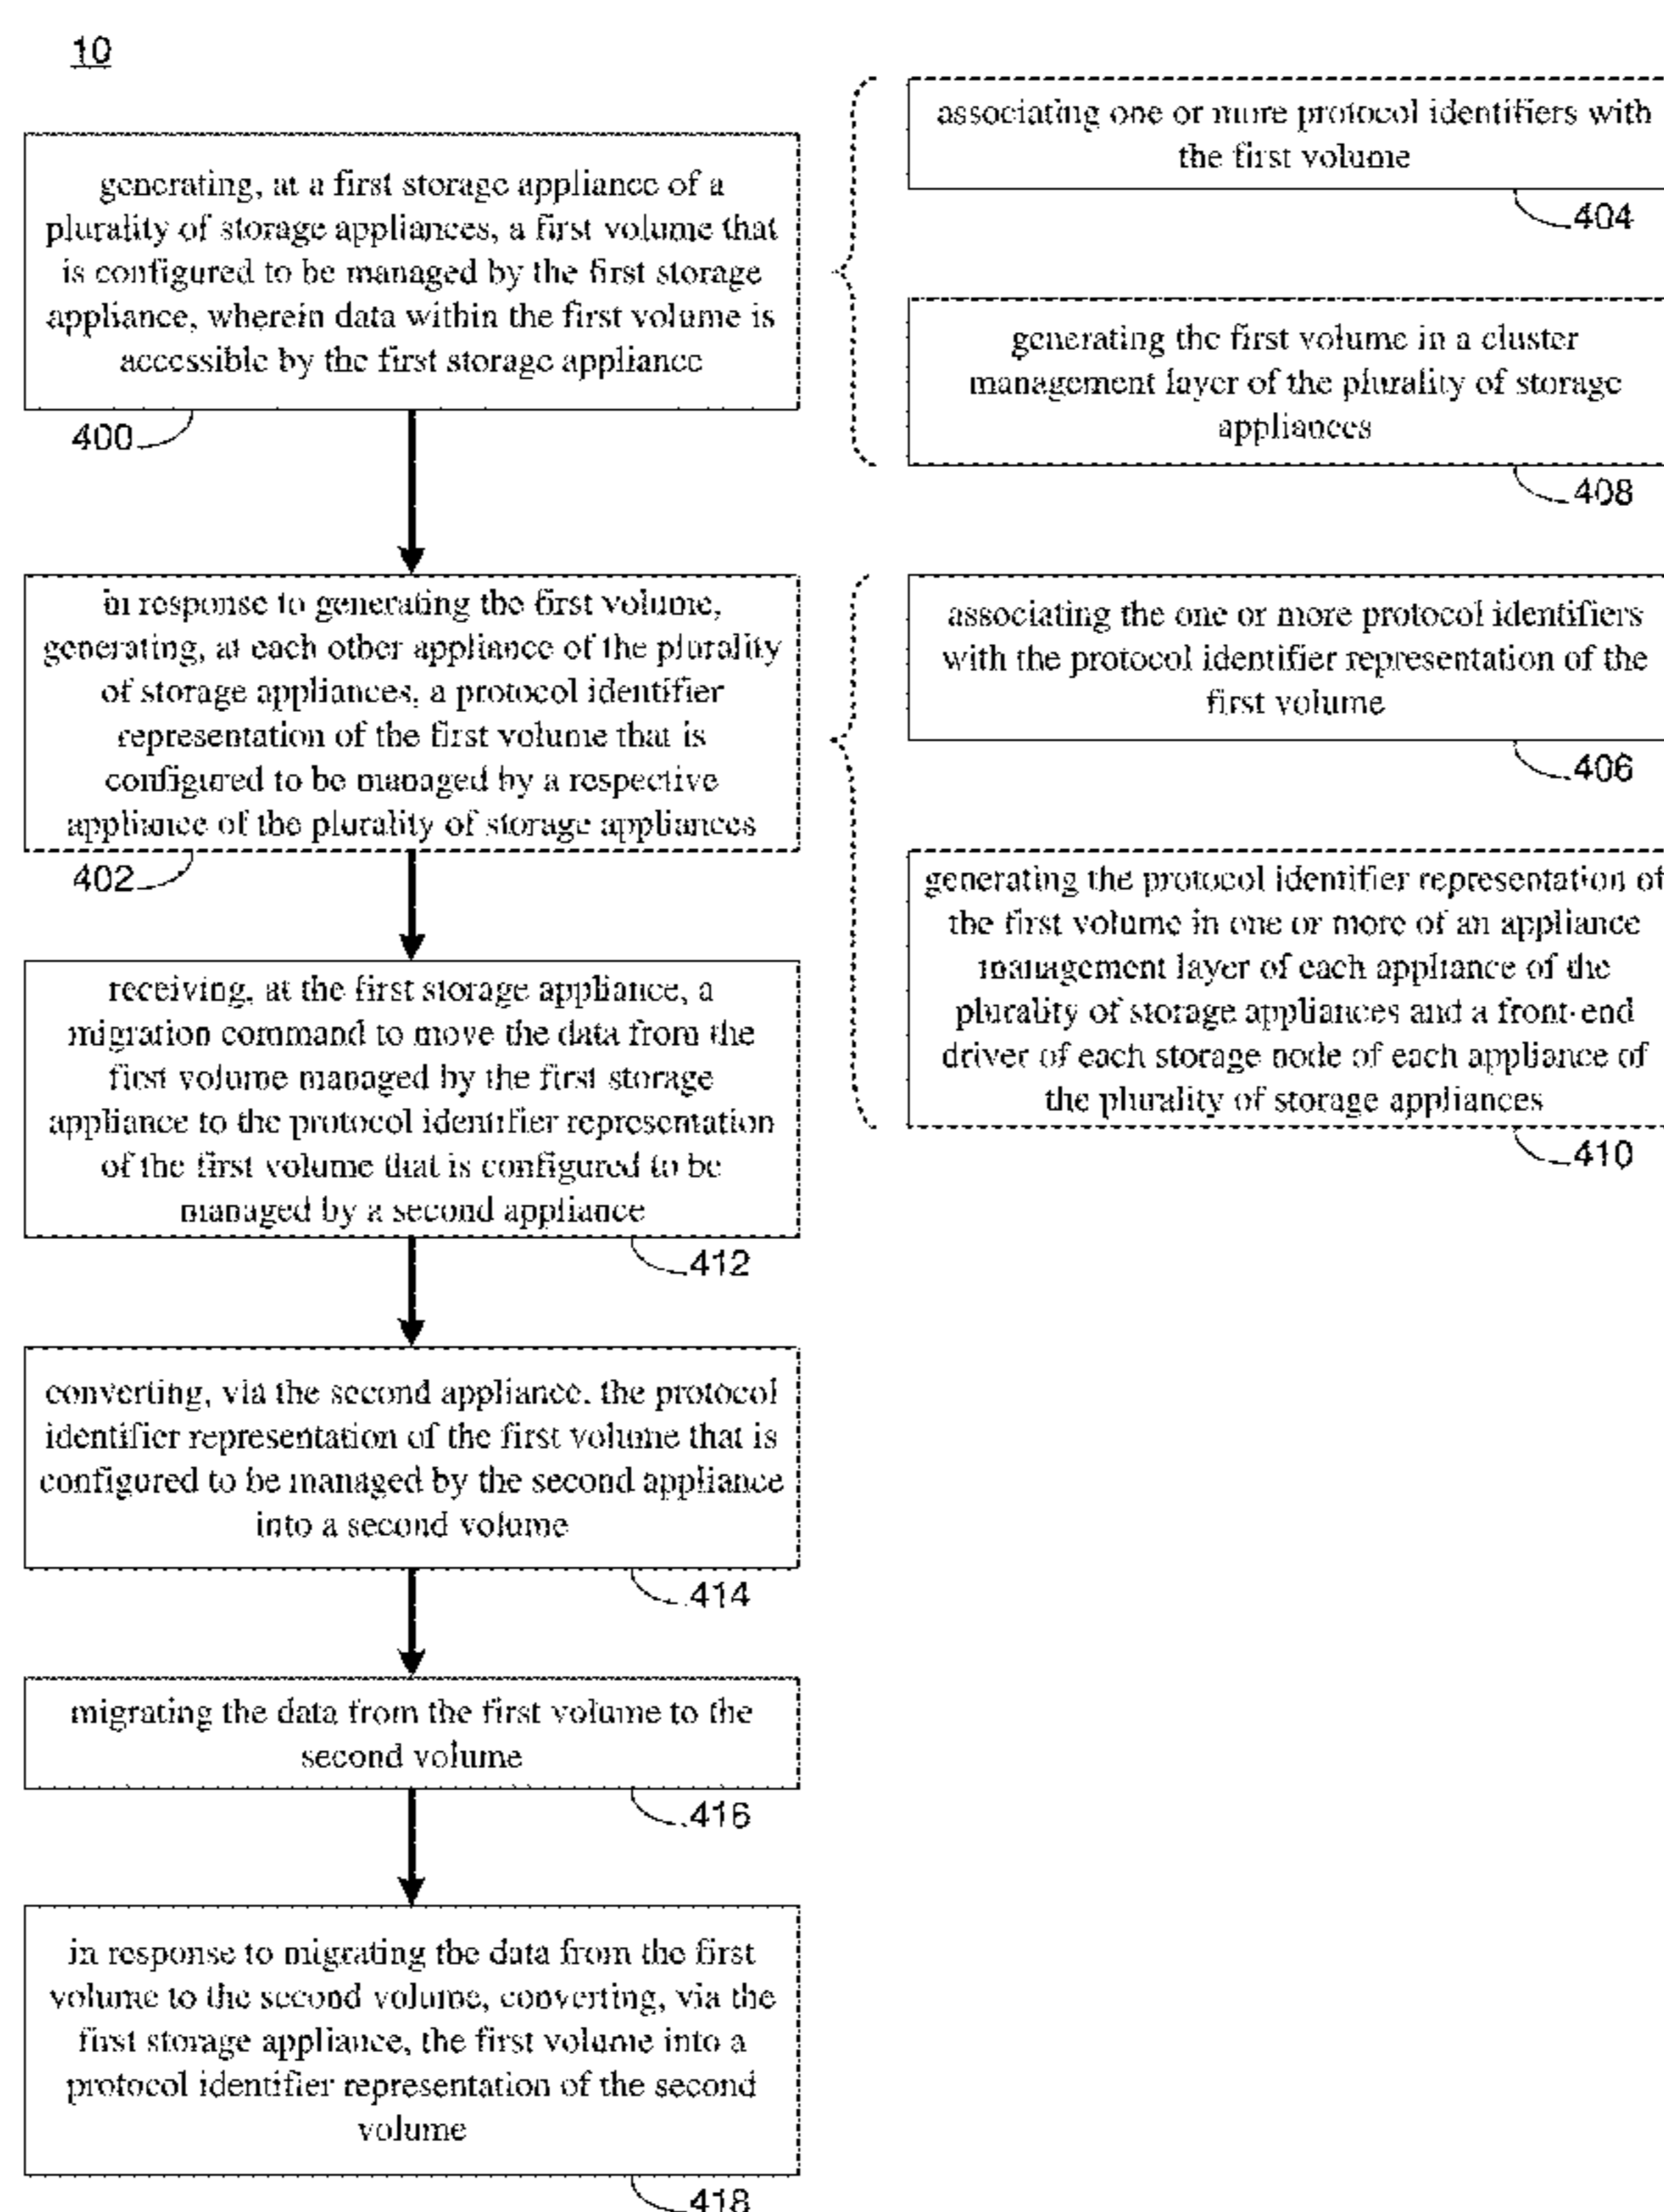 10
generating, at a first storage appliance of a
plurality of storage appliances, a first volume that
is configured to be managed by the first storage
appliance, wherein data within the first volume is
accessible by the first storage appliance
400
associating one or more protocol identifiers with
the first volume
404
generating the first volume in a cluster
management layer of the plurality of storage
appliances
408
in response to generating the first volume,
generating, at each other appliance of the plurality
of storage appliances, a protocol identifier
representation of the first volume that is
configured to be managed by a respective
appliance of the plurality of storage appliances
402
associating the one or more protocol identifiers
with the protocol identifier representation of the
first volume
406
generating the protocol identifier representation of
the first volume in one or more of an appliance
management layer of each appliance of the
plurality of storage appliances and a front-end
driver of each storage node of each appliance of
the plurality of storage appliances
410
receiving, at the first storage appliance, a
migration command to move the data from the
first volume managed by the first storage
appliance to the protocol identifier representation
of the first volume that is configured to be
managed by a second appliance
412
converting, via the second appliance, the protocol
identifier representation of the first volume that is
configured to be managed by the second appliance
into a second volume
414
migrating the data from the first volume to the
second volume
416
in response to migrating the data from the first
volume to the second volume, converting, via the
first storage appliance, the first volume into a
protocol identifier representation of the second
volume
418